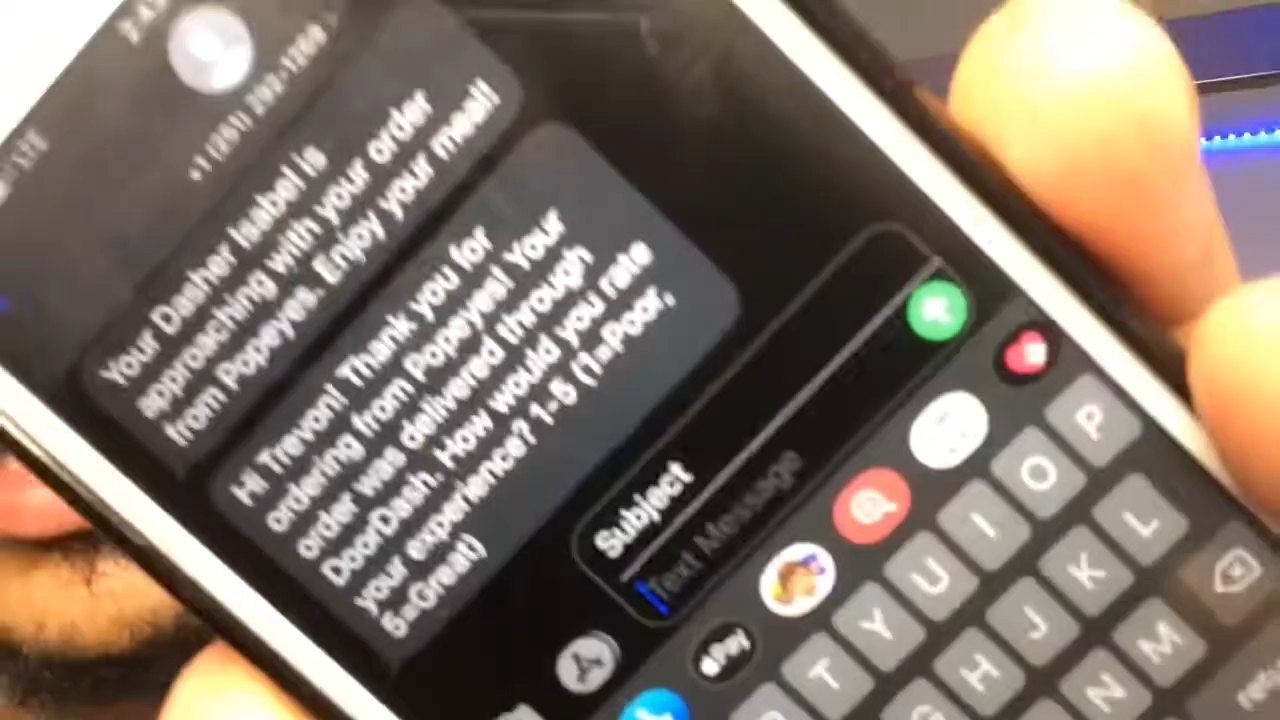 LTE
Your Dasher Isabel is
approaching with your order
from Popeyes. Enjoy your meal!
Hi Trevon! Thank you for
ordering from Popeyes! Your
order was delivered through
DoorDash. How would you rate
your experience? 1-5 (1=Poor,
5=Great)
Subject
Text Message
Pay
T Y U I O P
G H J K L
N M